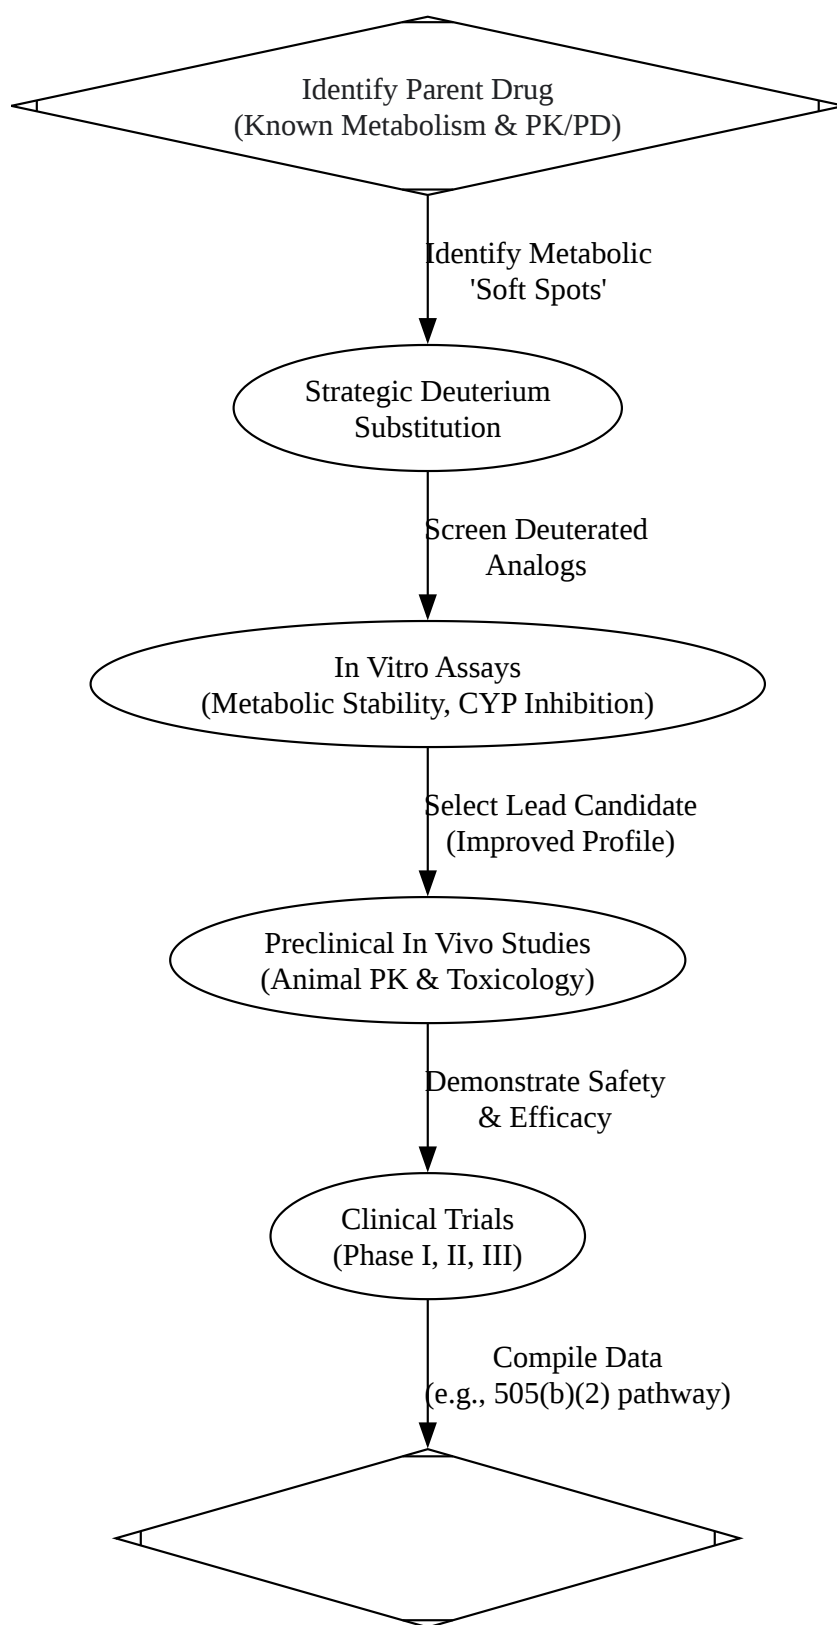 Identify Parent Drug
(Known Metabolism & PK/PD)
Identify Metabolic
'Soft Spots'
Strategic Deuterium
Substitution
Screen Deuterated
Analogs
In Vitro Assays
(Metabolic Stability, CYP Inhibition)
Select Lead Candidate
(Improved Profile)
Preclinical In Vivo Studies
(Animal PK & Toxicology)
Demonstrate Safety
& Efficacy
Clinical Trials
(Phase I, II, III)
Compile Data
(e.g., 505(b)(2) pathway)